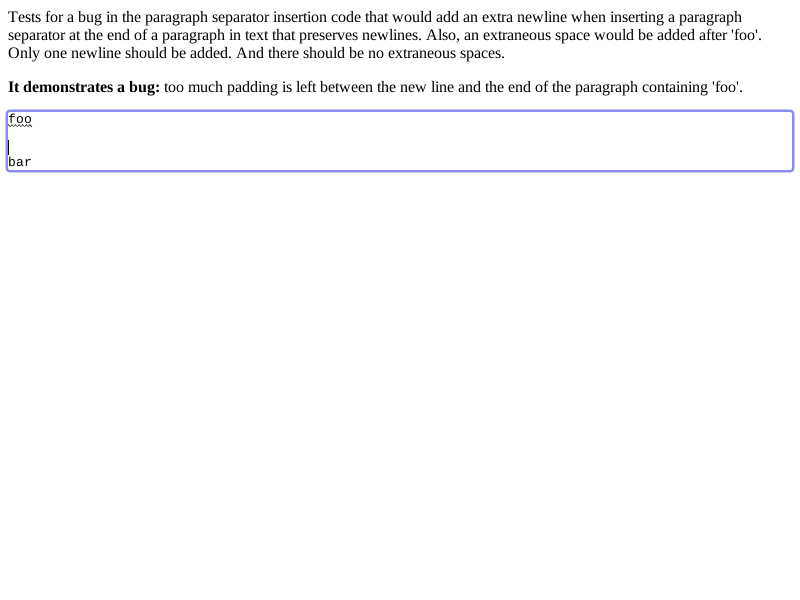 Tests for a bug in the paragraph separator insertion code that would add an extra newline when inserting a paragraph
separator at the end of a paragraph in text that preserves newlines. Also, an extraneous space would be added after 'foo'.
Only one newline should be added. And there should be no extraneous spaces.
It demonstrates a bug: too much padding is left between the new line and the end of the paragraph containing 'foo'.
foo
bar